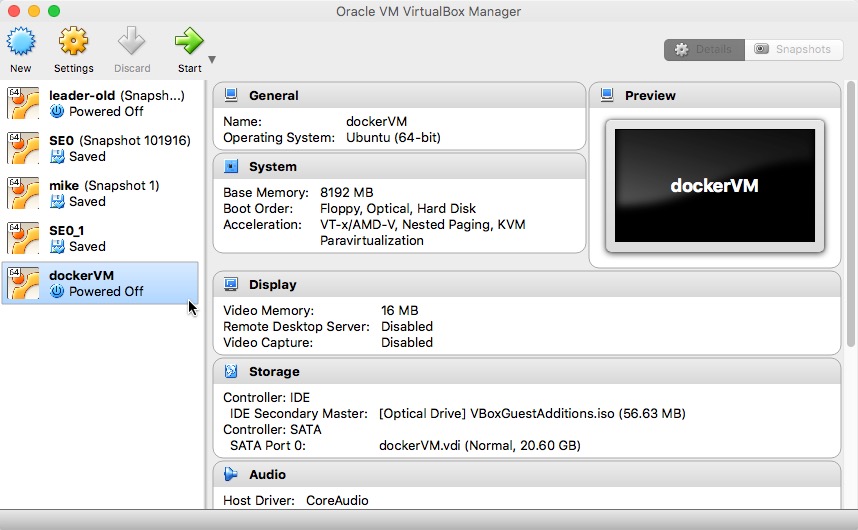 Oracle VM VirtualBox Manager
New
Settings
Discard
Start
Details
Snapshots
64
leader-old (Snapsh...)
Powered Off
64
SE0 (Snapshot 101916)
Saved
64
mike (Snapshot 1)
Saved
64
SE0_1
Saved
64
dockerVM
Powered Off
General
Name: dockerVM
Operating System: Ubuntu (64-bit)
System
Base Memory: 8192 MB
Boot Order: Floppy, Optical, Hard Disk
Acceleration: VT-x/AMD-V, Nested Paging, KVM
Paravirtualization
Preview
dockerVM
Display
Video Memory: 16 MB
Remote Desktop Server: Disabled
Video Capture: Disabled
Storage
Controller: IDE
IDE Secondary Master: [Optical Drive] VBoxGuestAdditions.iso (56.63 MB)
Controller: SATA
SATA Port 0: dockerVM.vdi (Normal, 20.60 GB)
Audio
Host Driver: CoreAudio